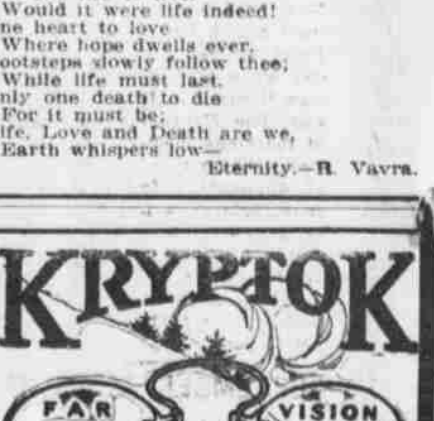 Would it were life indeed!
ne heart to love
Where hope dwells ever,
ootsteps slowly follow thee;
While life must last,
nly one death to die
For it must be;
ife, Love and Death are we,
Earth whispers low—
Eternity.—R. Vavra.
KRYPTOK
FAR VISION